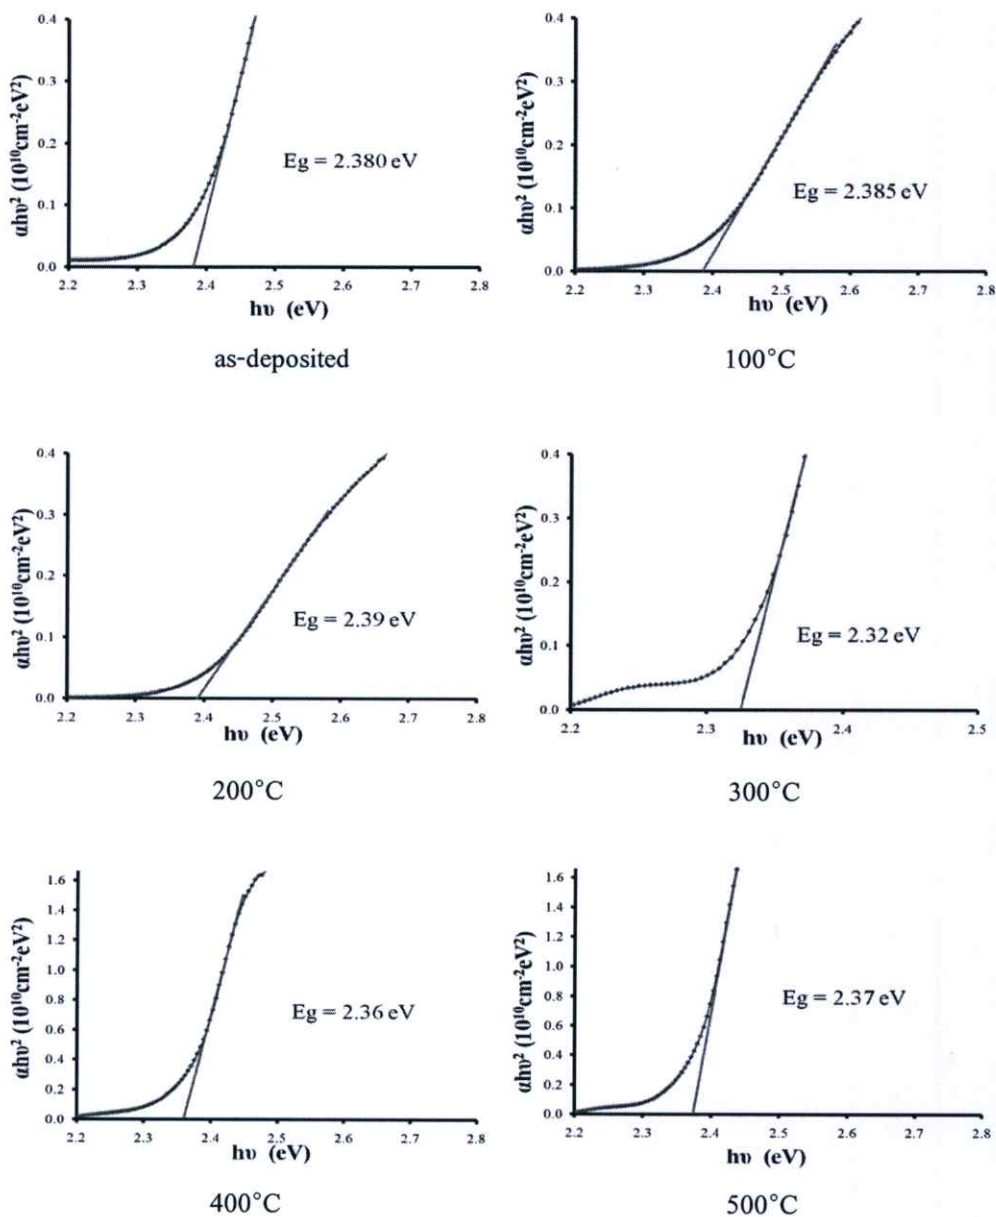 0.4
0.3
0.2
0.1
0.0
αhυ² (10¹⁰cm⁻²eV²)
Eg = 2.380 eV
2.2 2.3 2.4 2.5 2.6 2.7 2.8
hυ (eV)
as-deposited
0.4
0.3
0.2
0.1
0.0
αhυ² (10¹⁰cm⁻²eV²)
Eg = 2.385 eV
2.2 2.3 2.4 2.5 2.6 2.7 2.8
hυ (eV)
100°C
0.4
0.3
0.2
0.1
0.0
αhυ² (10¹⁰cm⁻²eV²)
Eg = 2.39 eV
2.2 2.3 2.4 2.5 2.6 2.7 2.8
hυ (eV)
200°C
0.4
0.3
0.2
0.1
0.0
αhυ² (10¹⁰cm⁻²eV²)
Eg = 2.32 eV
2.2 2.3 2.4 2.5
hυ (eV)
300°C
1.6
1.4
1.2
1.0
0.8
0.6
0.4
0.2
0.0
αhυ² (10¹⁰cm⁻²eV²)
Eg = 2.36 eV
2.2 2.3 2.4 2.5 2.6 2.7 2.8
hυ (eV)
400°C
1.6
1.4
1.2
1.0
0.8
0.6
0.4
0.2
0.0
αhυ² (10¹⁰cm⁻²eV²)
Eg = 2.37 eV
2.2 2.3 2.4 2.5 2.6 2.7 2.8
hυ (eV)
500°C